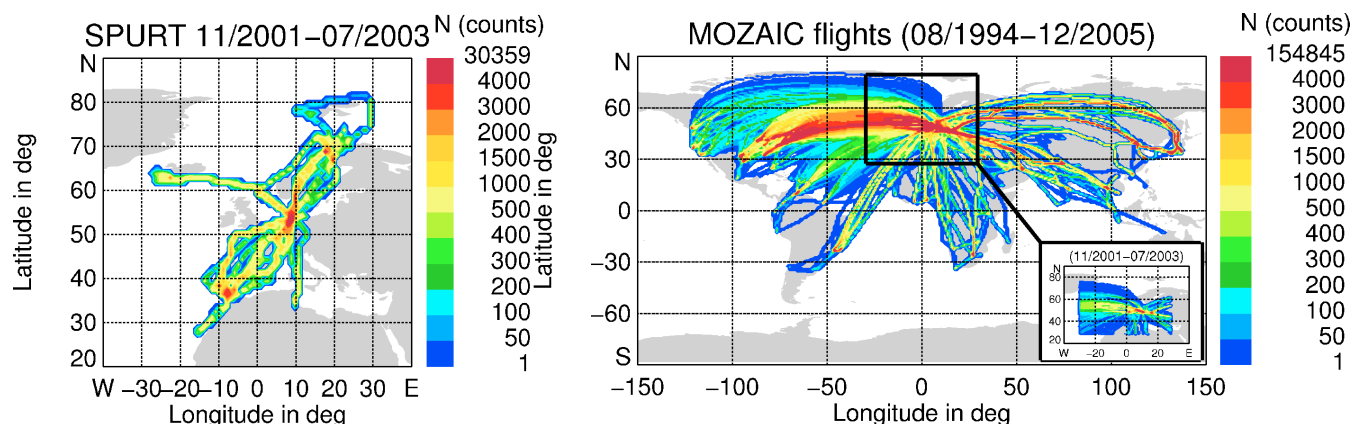 SPURT 11/2001−07/2003
N (counts)
N
30359
4000
3000
2000
1000
500
400
300
200
100
50
1
80
70
60
50
40
30
20
Latitude in deg
W −30−20−10 0 10 20 30 E
Longitude in deg
MOZAIC flights (08/1994−12/2005)
N (counts)
N
154845
4000
3000
2000
1000
500
400
300
200
100
50
1
60
30
0
−30
−60
S
Latitude in deg
−150 −100 −50 0 50 100 150
Longitude in deg
(11/2001−07/2003)
N
80
60
40
20
W −20 0 20 E